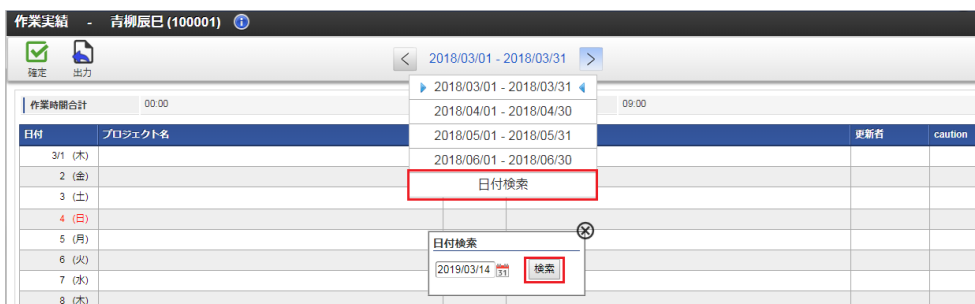 作業実績 - 青柳辰巳 (100001)
確定 出力
2018/03/01 - 2018/03/31
2018/03/01 - 2018/03/31
2018/04/01 - 2018/04/30
2018/05/01 - 2018/05/31
2018/06/01 - 2018/06/30
日付検索
作業時間合計 00:00 09:00
日付 プロジェクト名 更新者 caution
3/1 (木)
2 (金)
3 (土)
4 (日)
5 (月)
6 (火)
7 (水)
8 (木)
日付検索
2019/03/14 31 検索